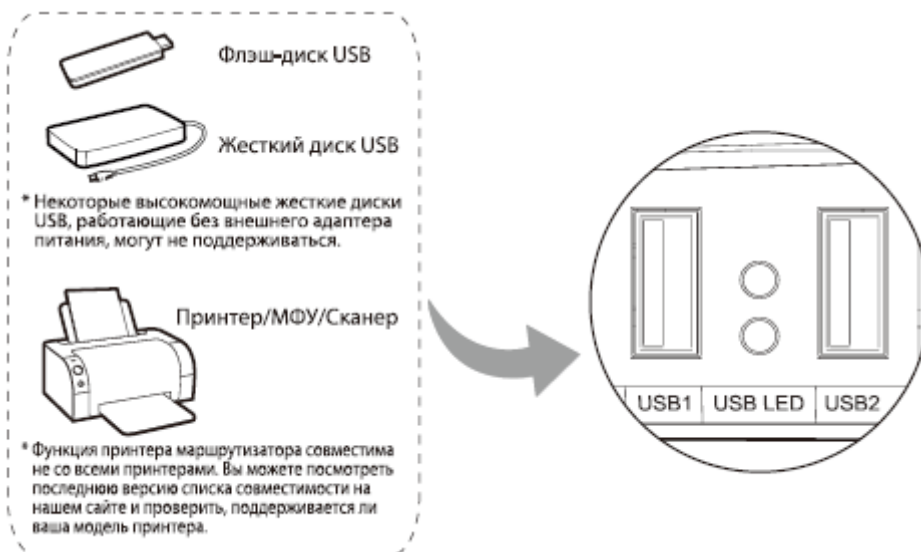 Флэш-диск USB
Жесткий диск USB
* Некоторые высокомощные жесткие диски
USB, работающие без внешнего адаптера
питания, могут не поддерживаться.
Принтер/МФУ/Сканер
* Функция принтера маршрутизатора совместима
не со всеми принтерами. Вы можете посмотреть
последнюю версию списка совместимости на
нашем сайте и проверить, поддерживается ли
ваша модель принтера.
USB1 USB LED USB2